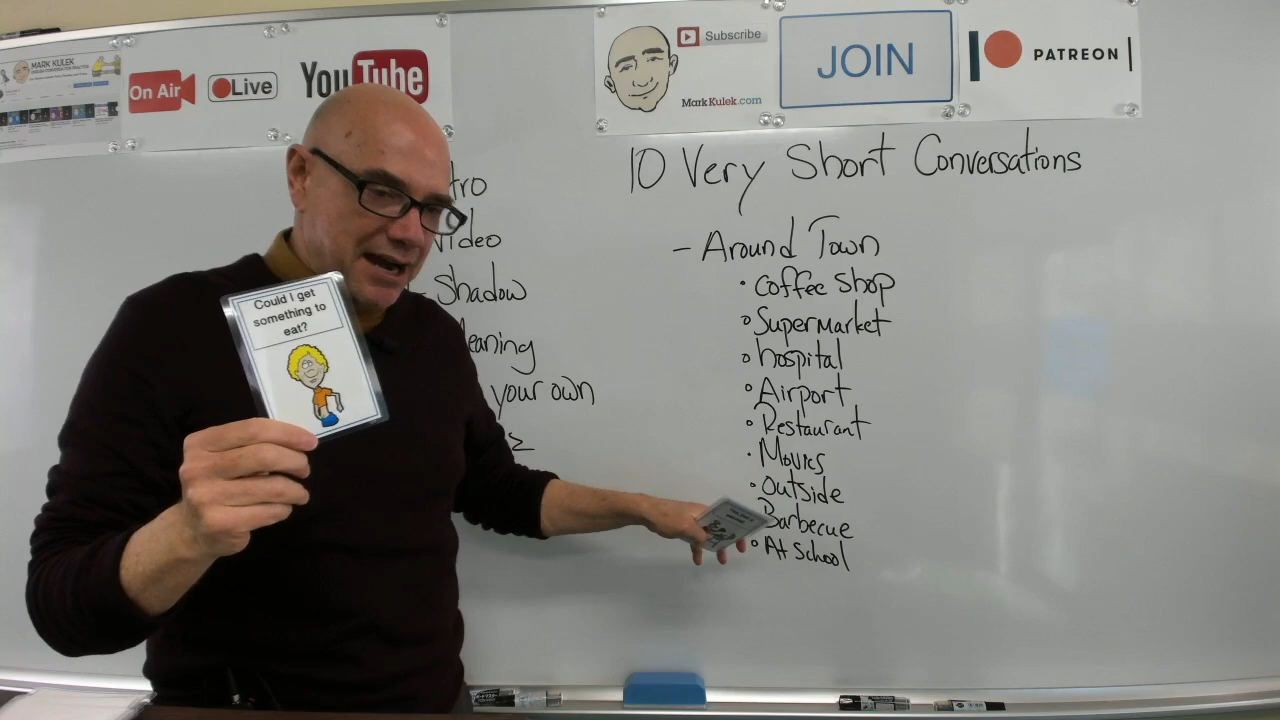 MARK KULEK
On Air
Live
YouTube
Subscribe
MarkKulek.com
JOIN
PATREON
10 Very Short Conversations
tro
Video
- Shadow
eaning
your own
- Around Town
• Coffee Shop
• Supermarket
• hospital
• Airport
• Restaurant
• Movies
• Outside
Barbecue
• At School
Could I get
something to
eat?